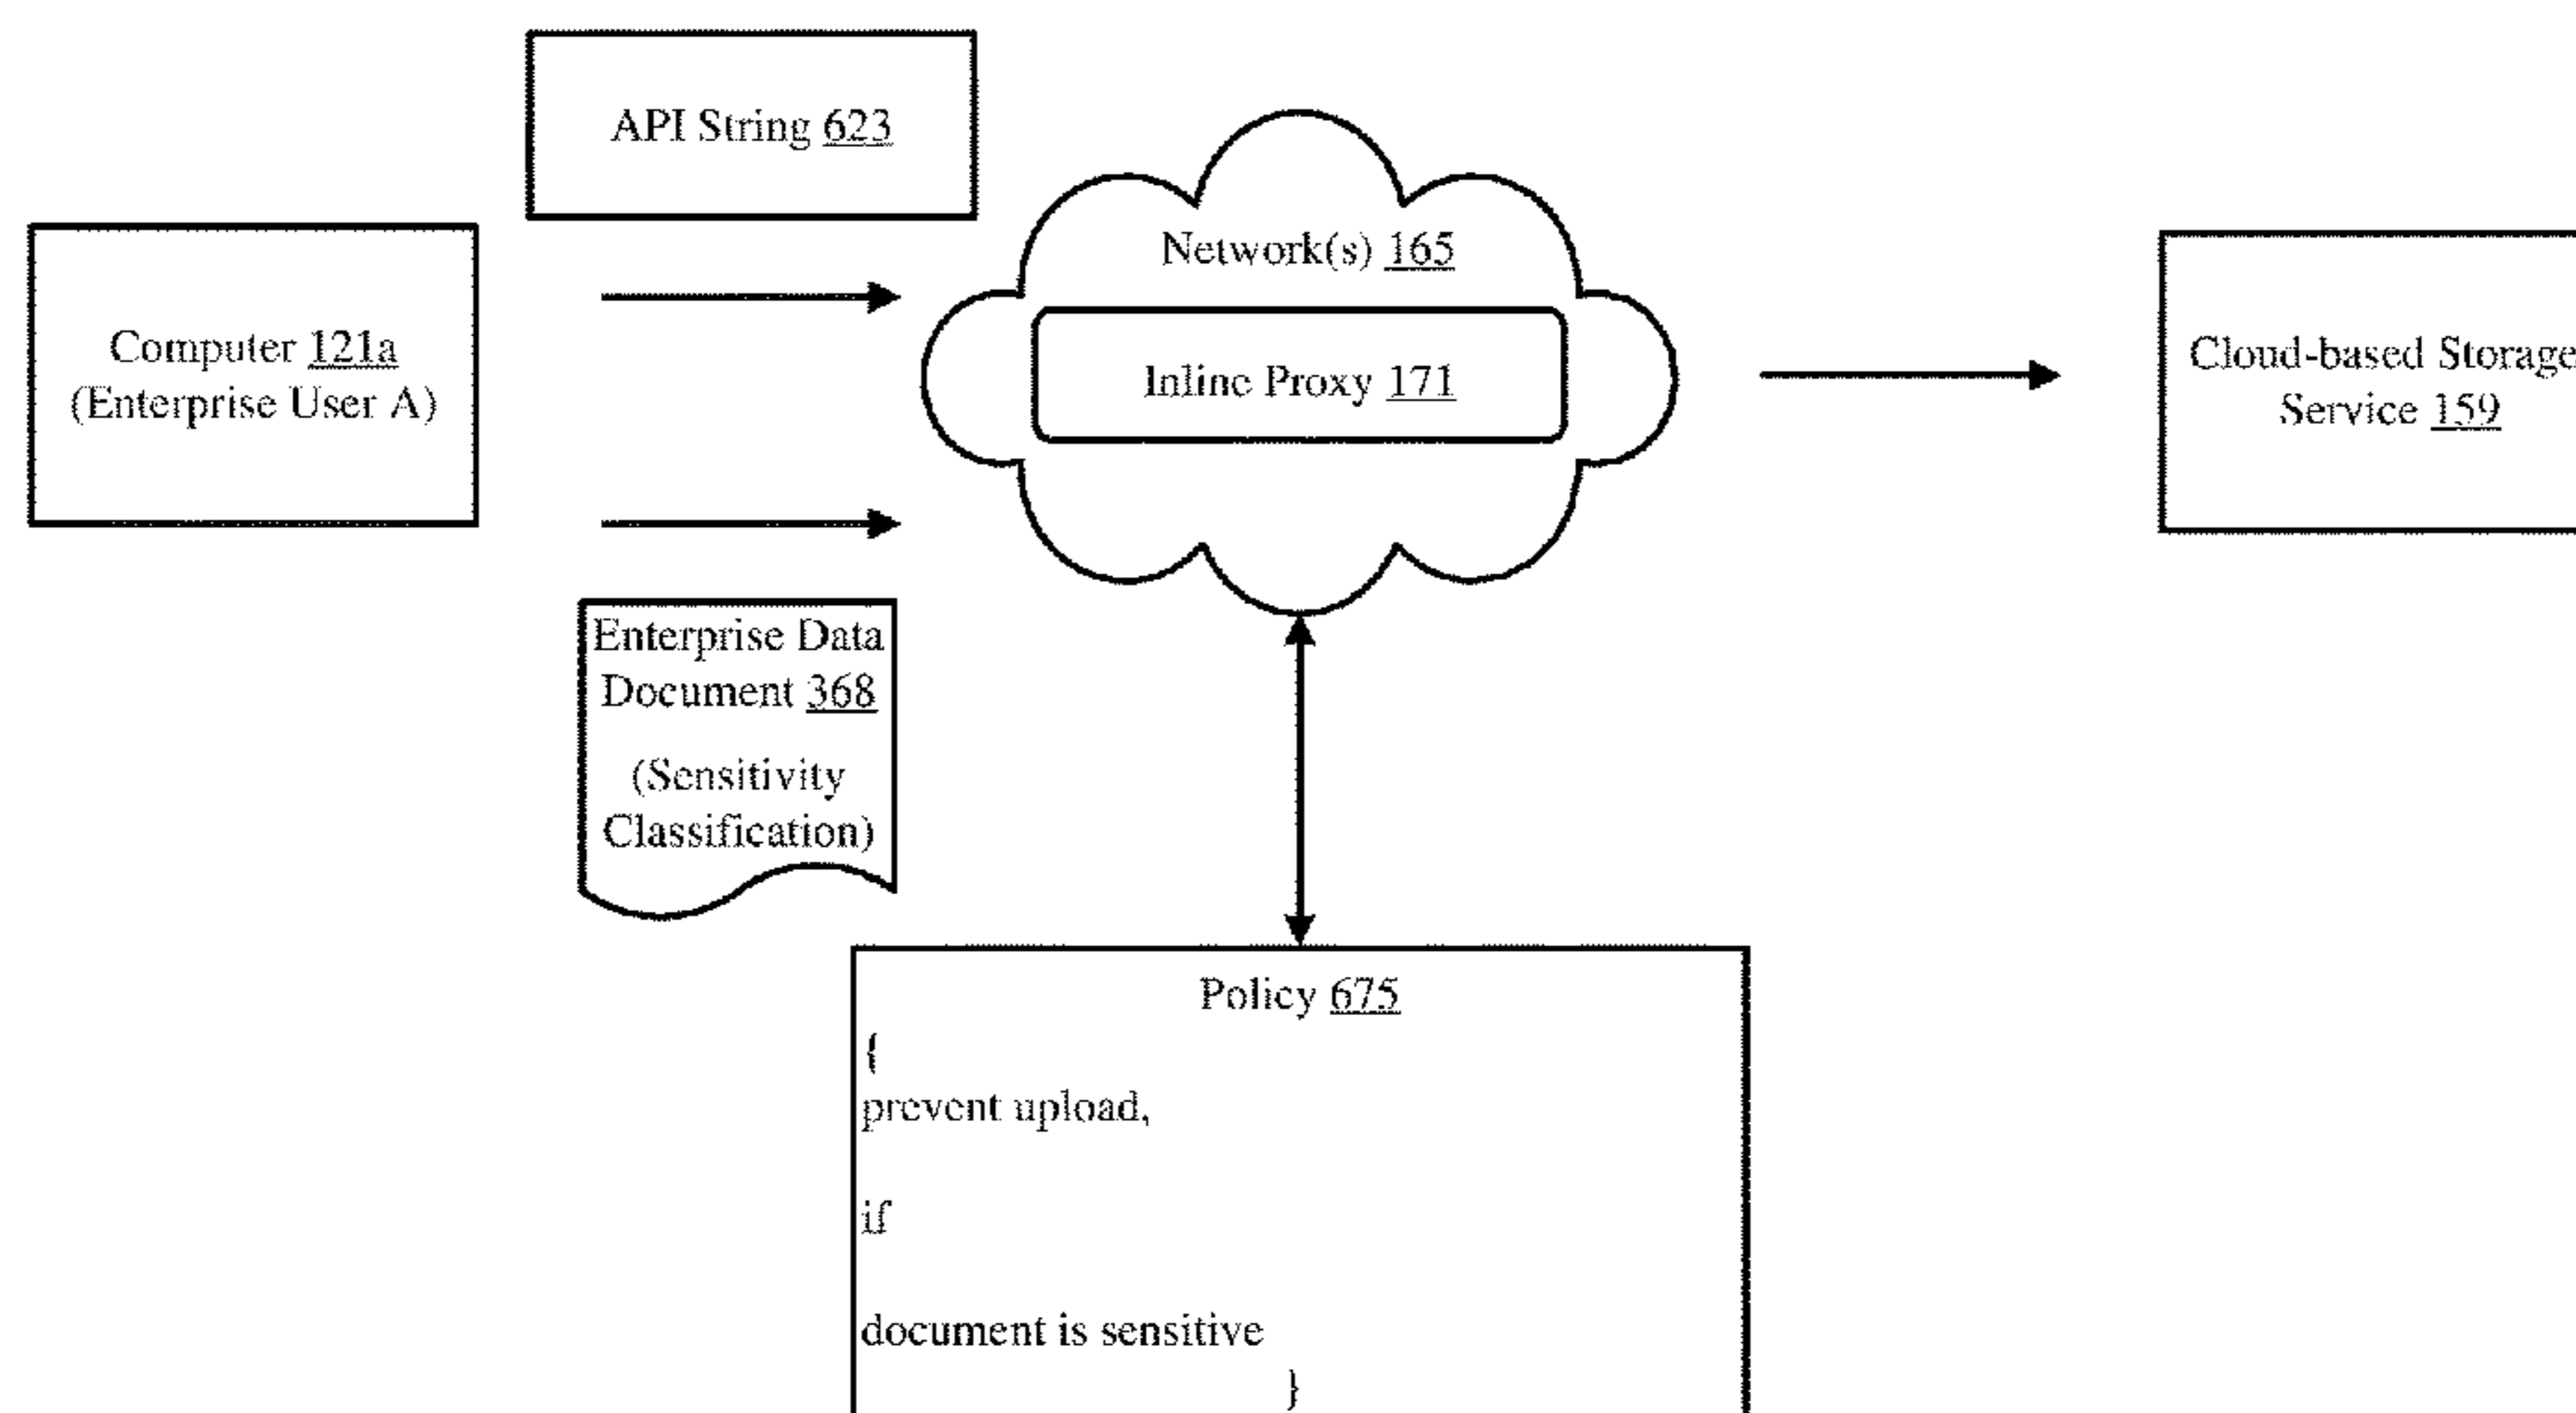 API String 623
Computer 121a
(Enterprise User A)
Network(s) 165
Inline Proxy 171
Cloud-based Storage
Service 159
Enterprise Data
Document 368
(Sensitivity
Classification)
Policy 675
{
prevent upload,
if
document is sensitive
}